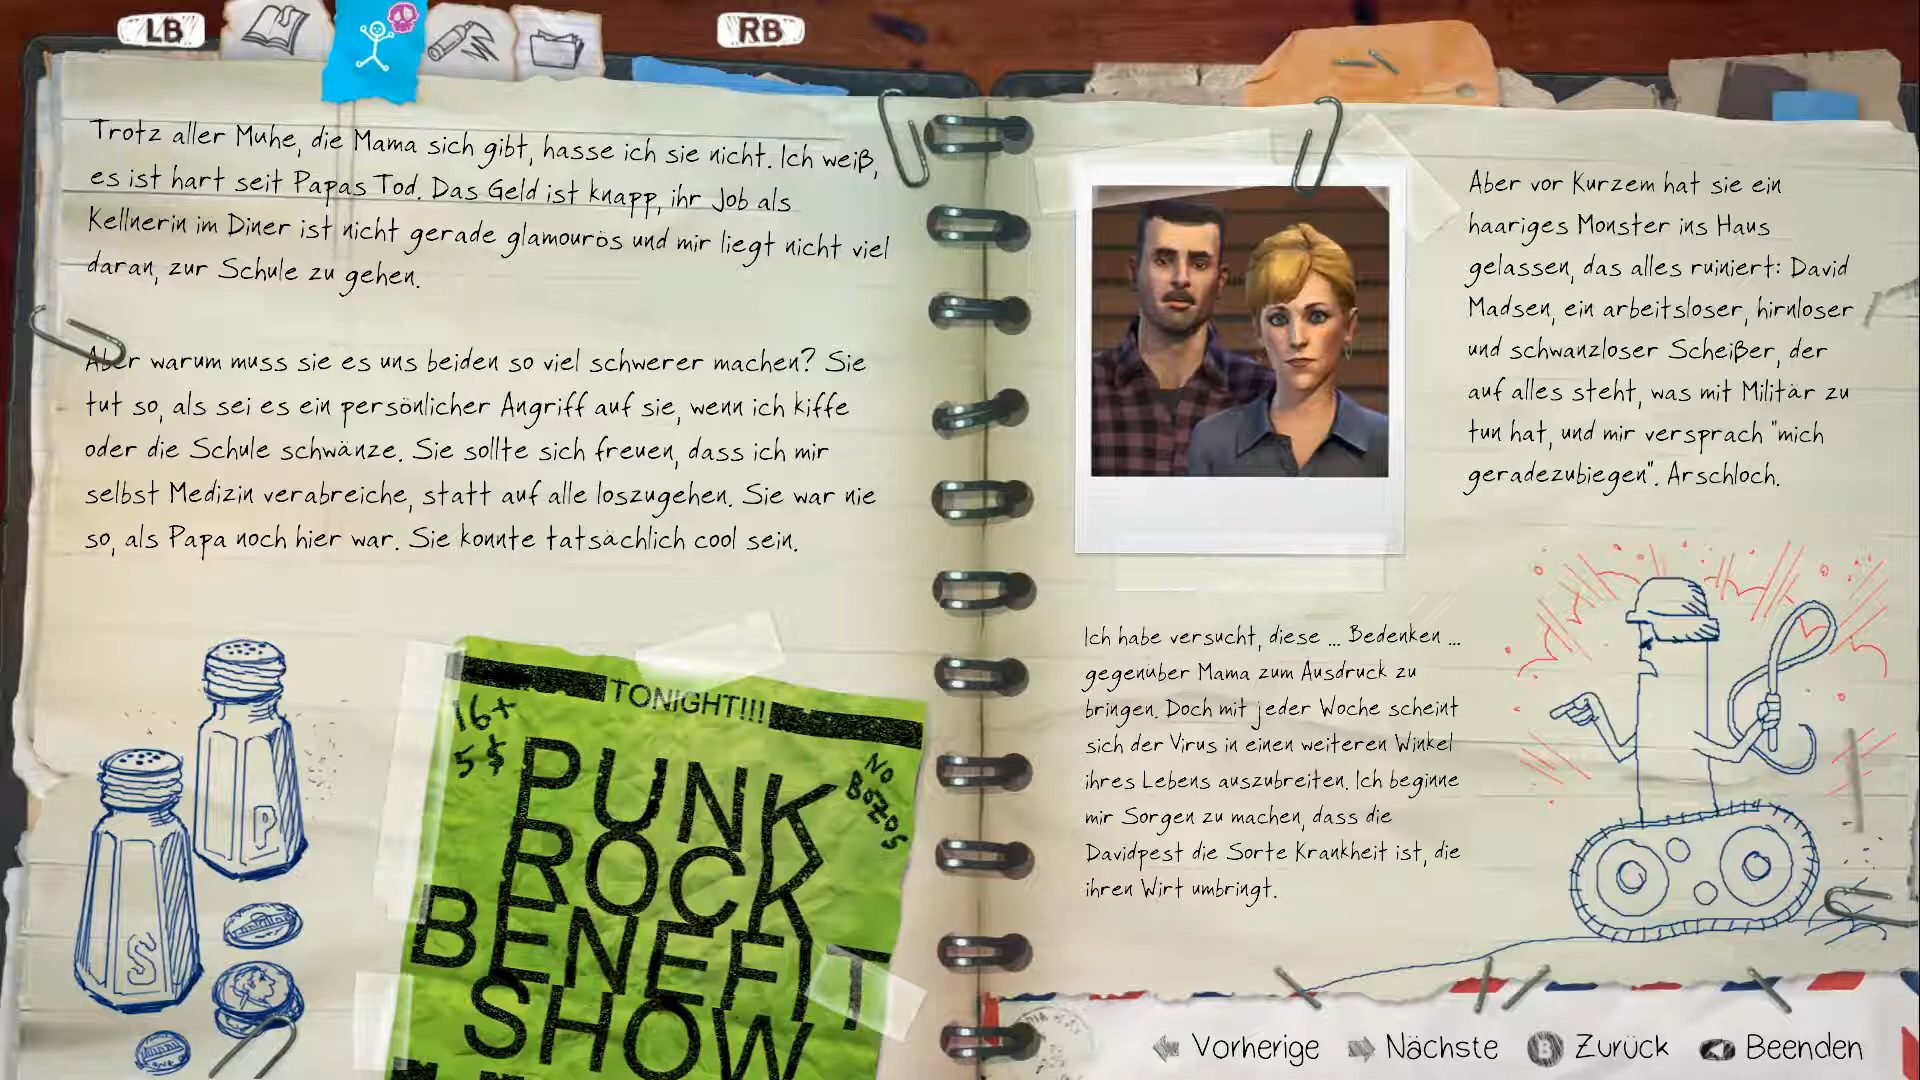 LB
RB
Trotz aller Muhe, die Mama sich gibt, hasse ich sie nicht. Ich weiß,
es ist hart seit Papas Tod. Das Geld ist knapp, ihr Job als
Kellnerin im Diner ist nicht gerade glamourös und mir liegt nicht viel
daran, zur Schule zu gehen.
Aber warum muss sie es uns beiden so viel schwerer machen? Sie
tut so, als sei es ein persönlicher Angriff auf sie, wenn ich kiffe
oder die Schule schwänze. Sie sollte sich freuen, dass ich mir
selbst Medizin verabreiche, statt auf alle loszugehen. Sie war nie
so, als Papa noch hier war. Sie konnte tatsächlich cool sein.
P
S
TONIGHT!!!
16+
5$
NO
BOZOS
PUNK
ROCK
BENEFIT
SHOW
Aber vor Kurzem hat sie ein
haariges Monster ins Haus
gelassen, das alles ruiniert: David
Madsen, ein arbeitsloser, hirnloser
und schwanzloser Scheißer, der
auf alles steht, was mit Militär zu
tun hat, und mir versprach "mich
geradezubiegen". Arschloch.
Ich habe versucht, diese ... Bedenken ...
gegenüber Mama zum Ausdruck zu
bringen. Doch mit jeder Woche scheint
sich der Virus in einen weiteren Winkel
ihres Lebens auszubreiten. Ich beginne
mir Sorgen zu machen, dass die
Davidpest die Sorte Krankheit ist, die
ihren Wirt umbringt.
Vorherige Nächste B Zurück Beenden